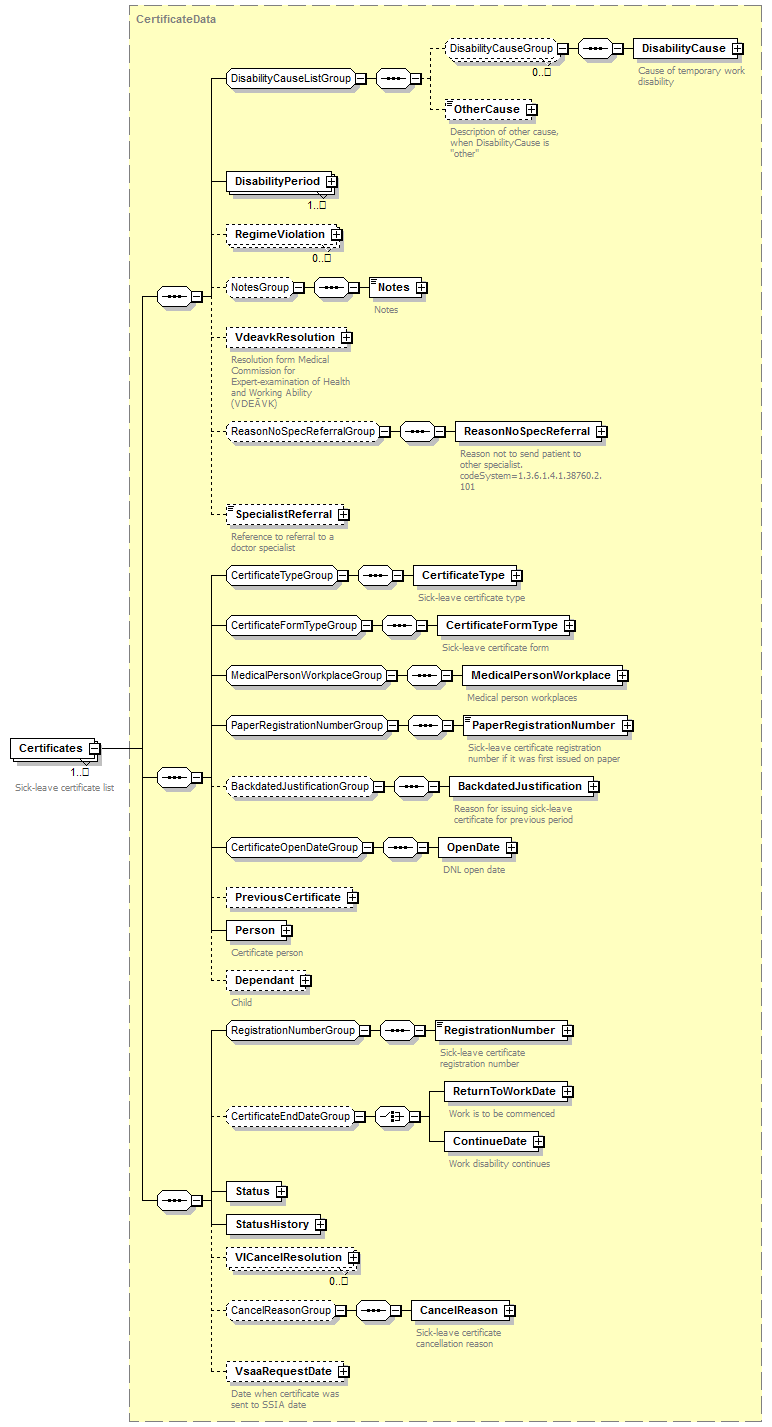 CertificateData
DisabilityCauseListGroup
DisabilityCauseGroup
0..
DisabilityCause
Cause of temporary work
disability
OtherCause
Description of other cause,
when DisabilityCause is
"other"
DisabilityPeriod
1..
RegimeViolation
0..
NotesGroup
Notes
Notes
VdeavkResolution
Resolution form Medical
Commission for
Expert-examination of Health
and Working Ability
(VDEĀVK)
ReasonNoSpecReferralGroup
ReasonNoSpecReferral
Reason not to send patient to
other specialist,
codeSystem=1.3.6.1.4.1.38760.2.
101
SpecialistReferral
Reference to referral to a
doctor specialist
CertificateTypeGroup
CertificateType
Sick-leave certificate type
CertificateFormTypeGroup
CertificateFormType
Sick-leave certificate form
MedicalPersonWorkplaceGroup
MedicalPersonWorkplace
Medical person workplaces
PaperRegistrationNumberGroup
PaperRegistrationNumber
Sick-leave certificate registration
number if it was first issued on paper
Certificates
1..
Sick-leave certificate list
BackdatedJustificationGroup
BackdatedJustification
Reason for issuing sick-leave
certificate for previous period
CertificateOpenDateGroup
OpenDate
DNL open date
PreviousCertificate
Person
Certificate person
Dependant
Child
RegistrationNumberGroup
RegistrationNumber
Sick-leave certificate
registration number
CertificateEndDateGroup
ReturnToWorkDate
Work is to be commenced
ContinueDate
Work disability continues
Status
StatusHistory
VICancelResolution
0..
CancelReasonGroup
CancelReason
Sick-leave certificate
cancellation reason
VsaaRequestDate
Date when certificate was
sent to SSIA date